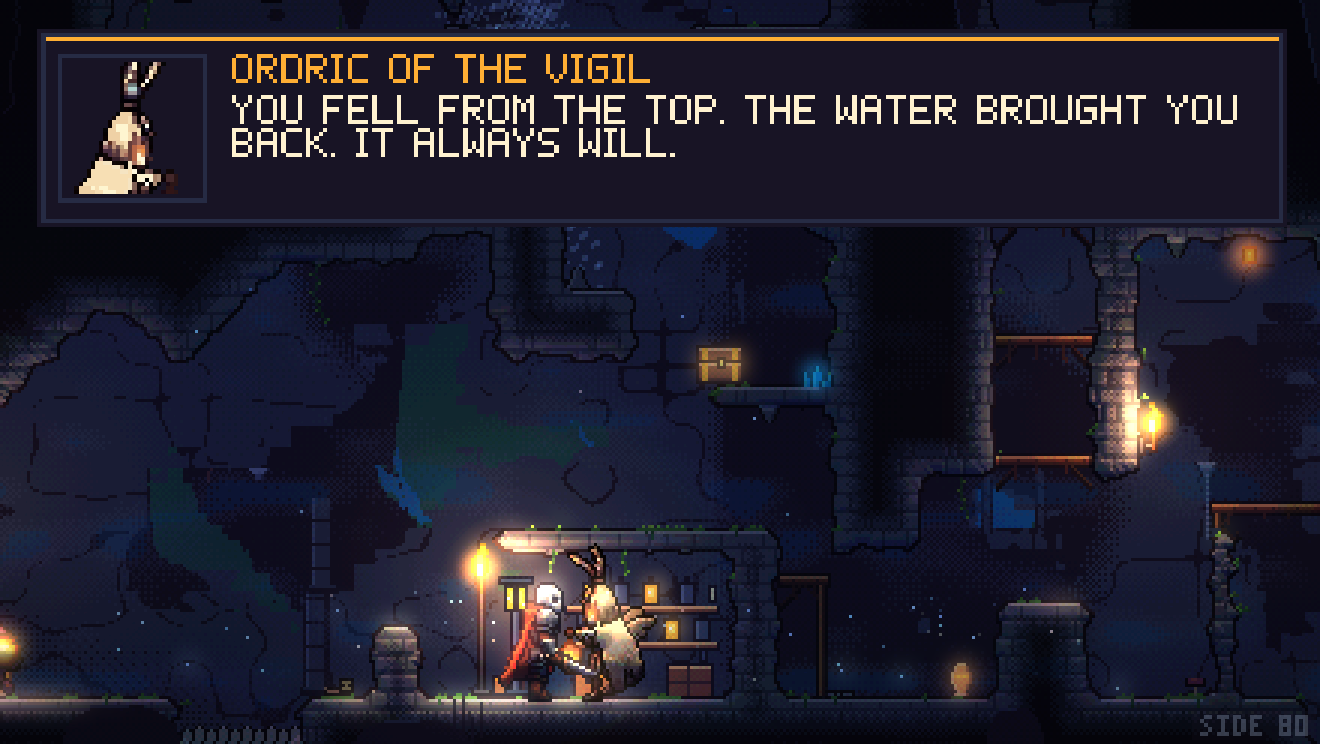 ORDRIC OF THE VIGIL
YOU FELL FROM THE TOP. THE WATER BROUGHT YOU
BACK. IT ALWAYS WILL.
SIDE 80